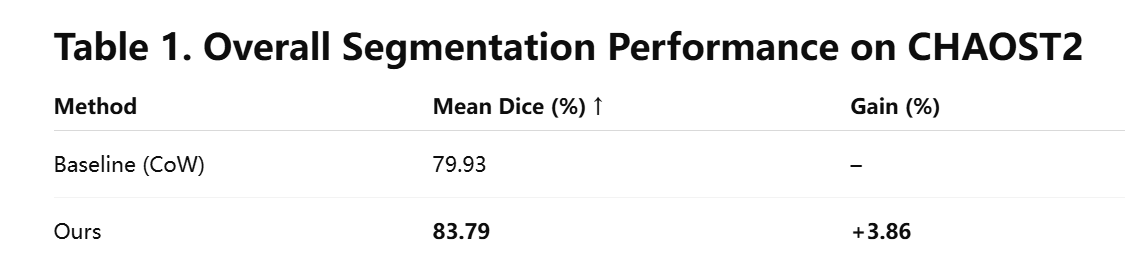 Table 1. Overall Segmentation Performance on CHAOST2
Method Mean Dice (%) ↑ Gain (%)
Baseline (CoW) 79.93 –
Ours 83.79 +3.86